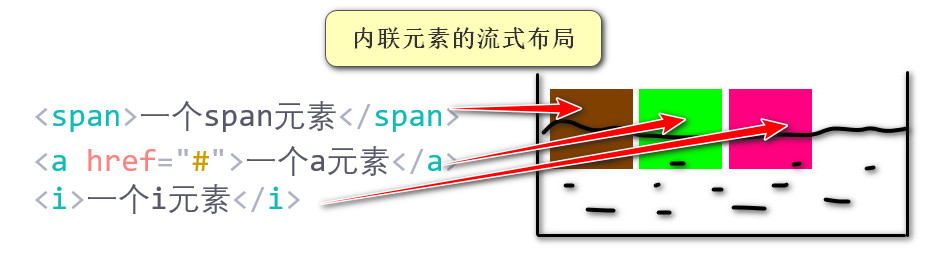 内联元素的流式布局
<span>一个span元素</span>
<a href="#">一个a元素</a>
<i>一个i元素</i>